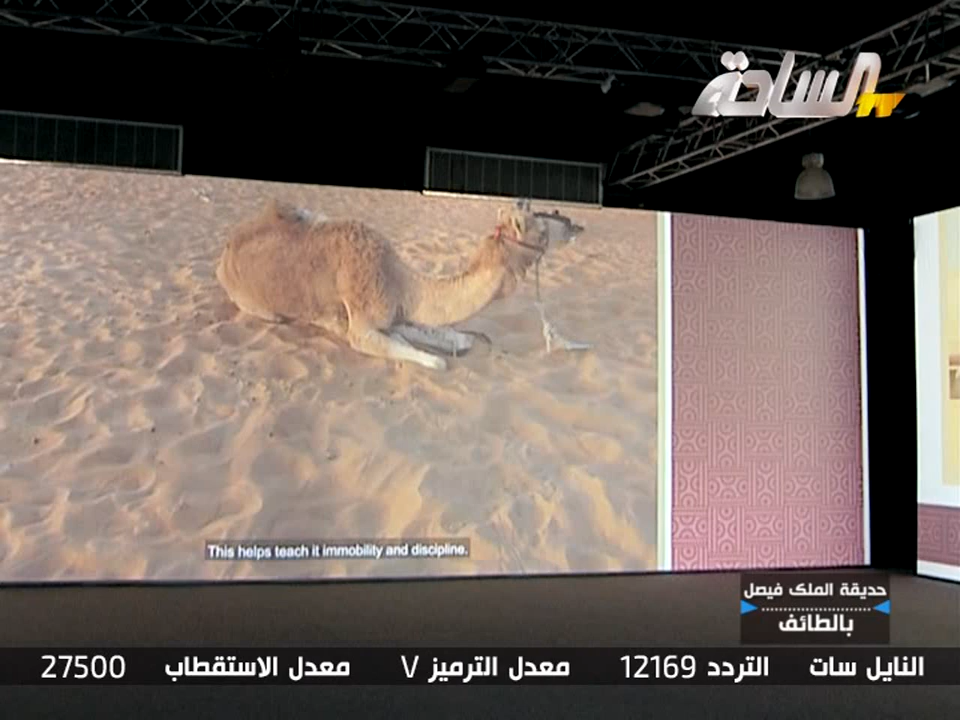 الساحة
TV
This helps teach it immobility and discipline.
حديقة الملك فيصل
بالطائف
النايل سات التردد 12169 معدل الترميز V معدل الاستقطاب 27500